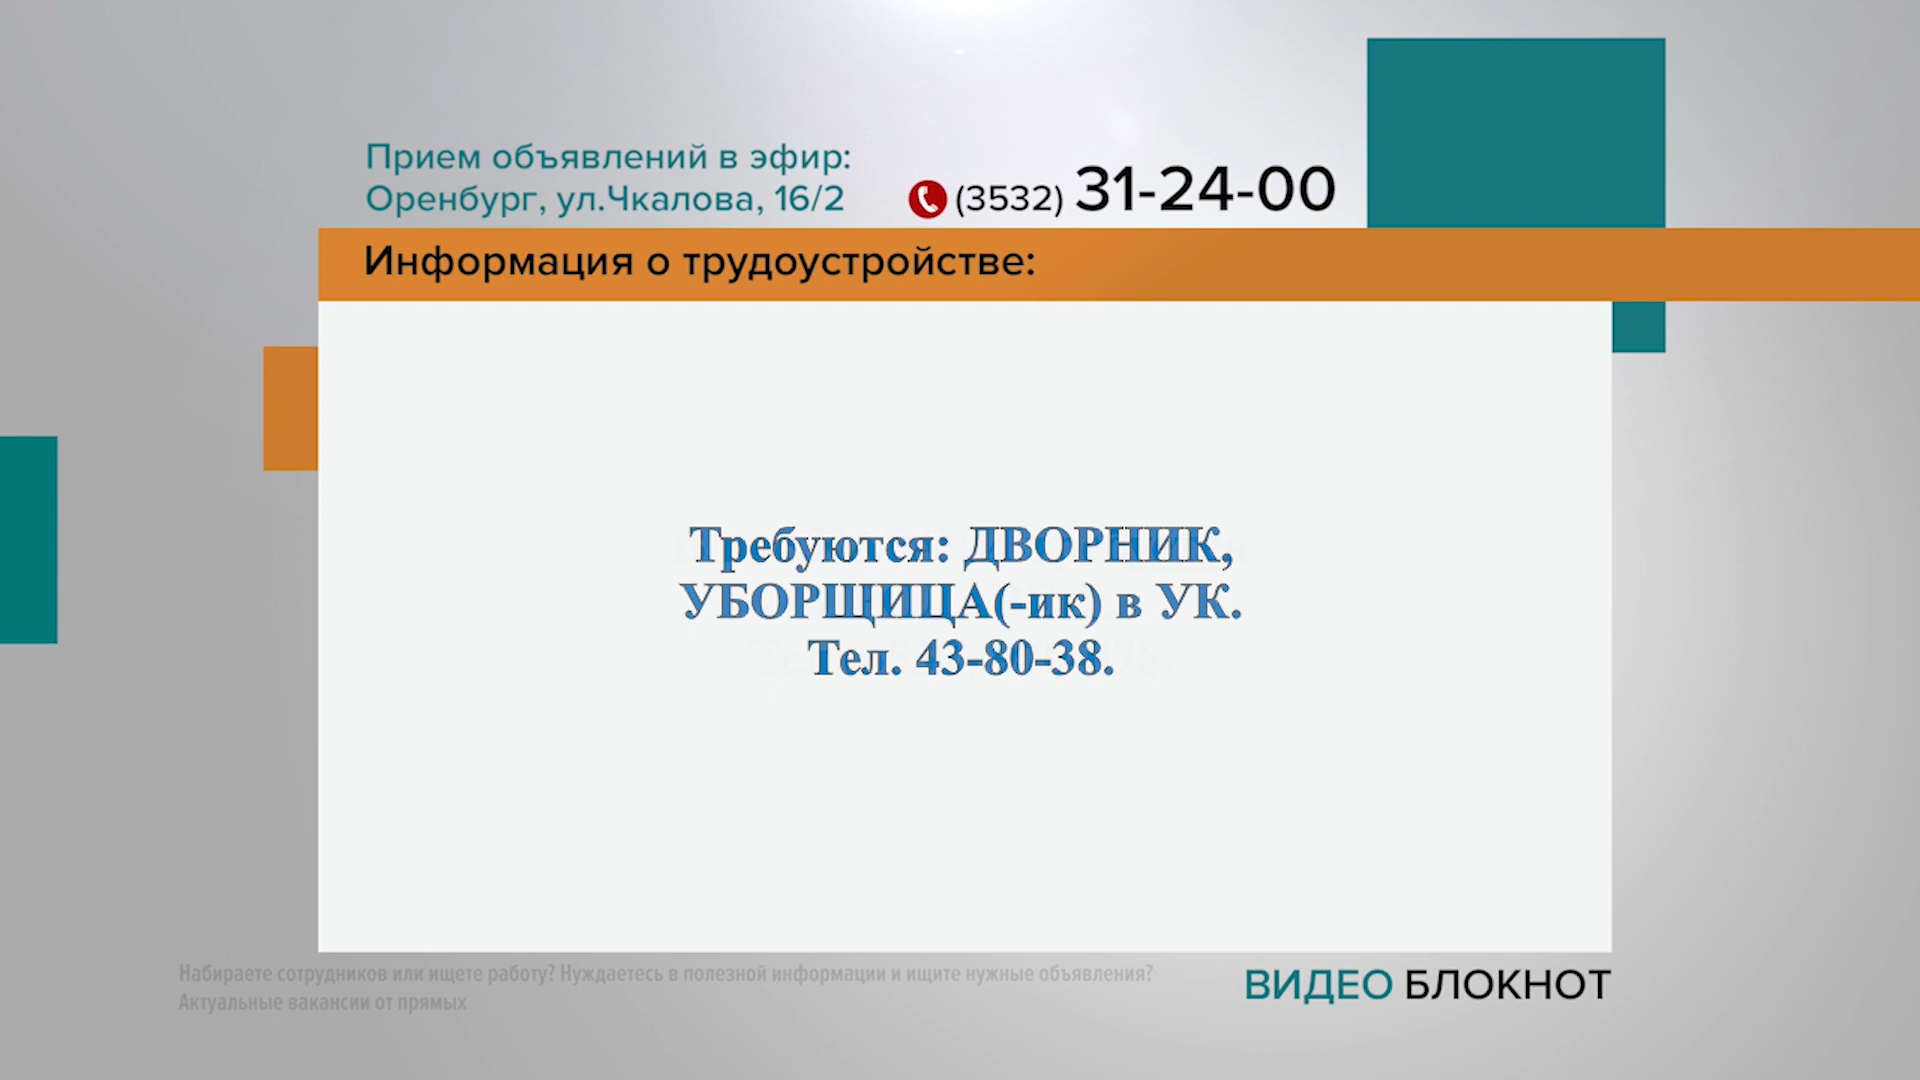 Прием объявлений в эфир:
Оренбург, ул.Чкалова, 16/2
(3532) 31-24-00
Информация о трудоустройстве:
Требуются: ДВОРНИК,
УБОРЩИЦА(-ик) в УК.
Тел. 43-80-38.
Набираете сотрудников или ищете работу? Нуждаетесь в полезной информации и ищите нужные объявления?
Актуальные вакансии от прямых
ВИДЕО БЛОКНОТ